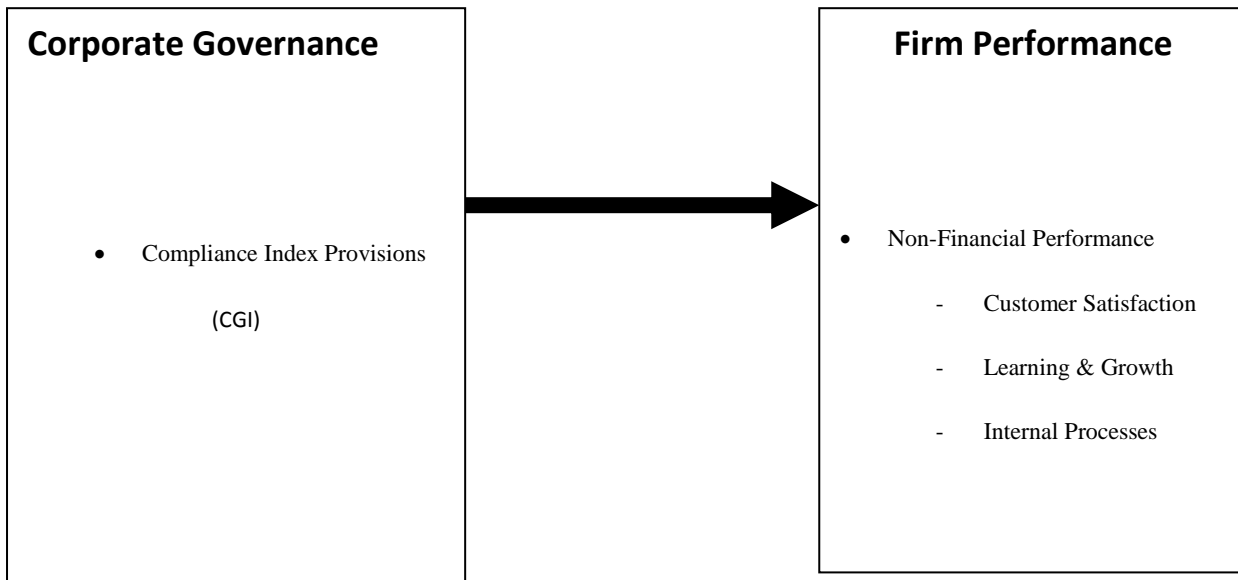 Corporate Governance
• Compliance Index Provisions
(CGI)
Firm Performance
• Non-Financial Performance
- Customer Satisfaction
- Learning & Growth
- Internal Processes